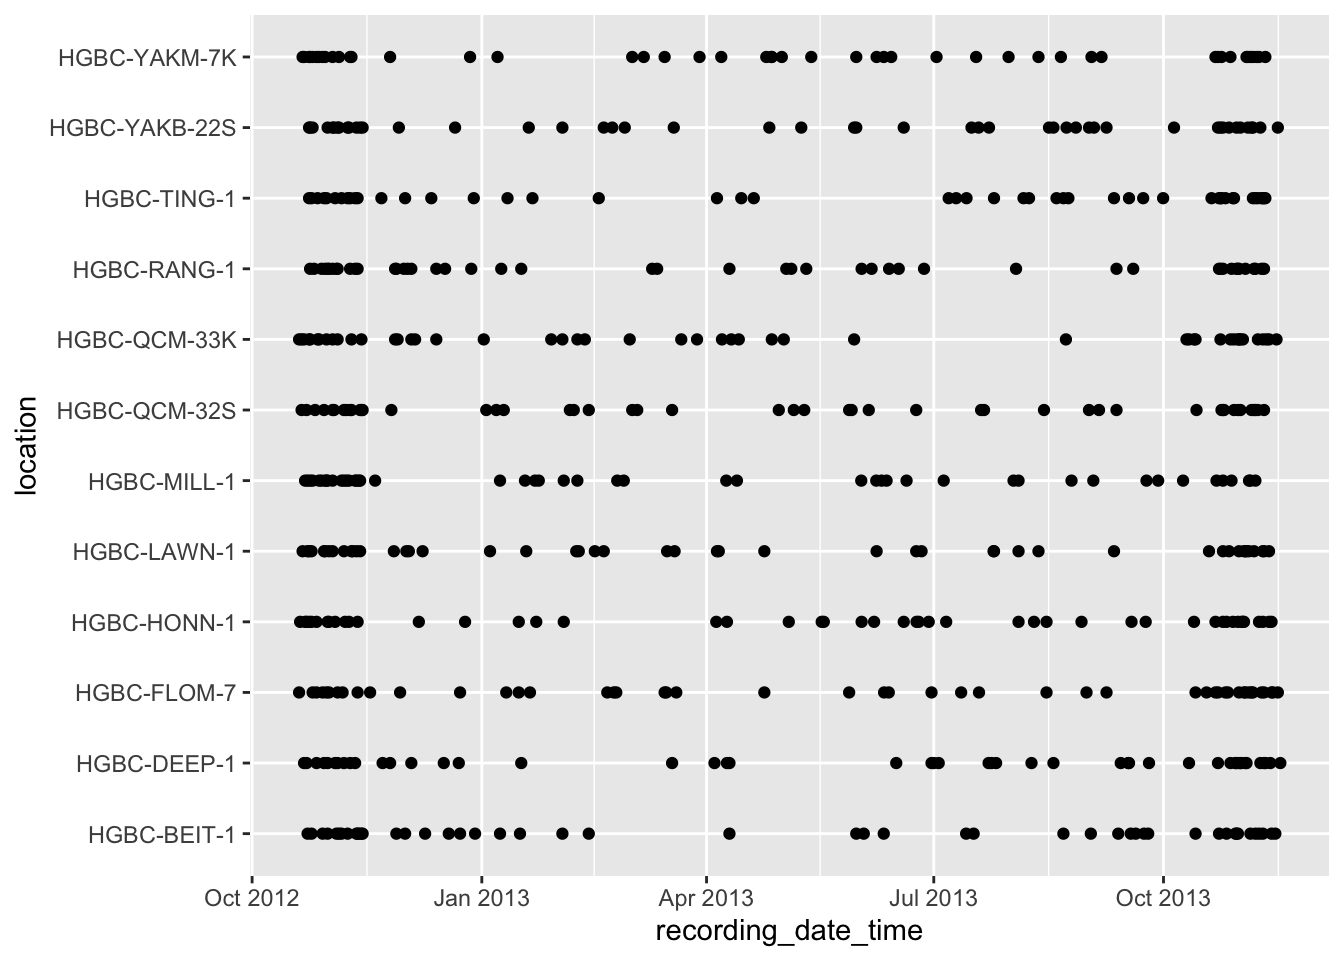 HGBC-YAKM-7K
HGBC-YAKB-22S
HGBC-TING-1
HGBC-RANG-1
HGBC-QCM-33K
HGBC-QCM-32S
HGBC-MILL-1
HGBC-LAWN-1
HGBC-HONN-1
HGBC-FLOM-7
HGBC-DEEP-1
HGBC-BEIT-1
location
Oct 2012 Jan 2013 Apr 2013 Jul 2013 Oct 2013
recording_date_time